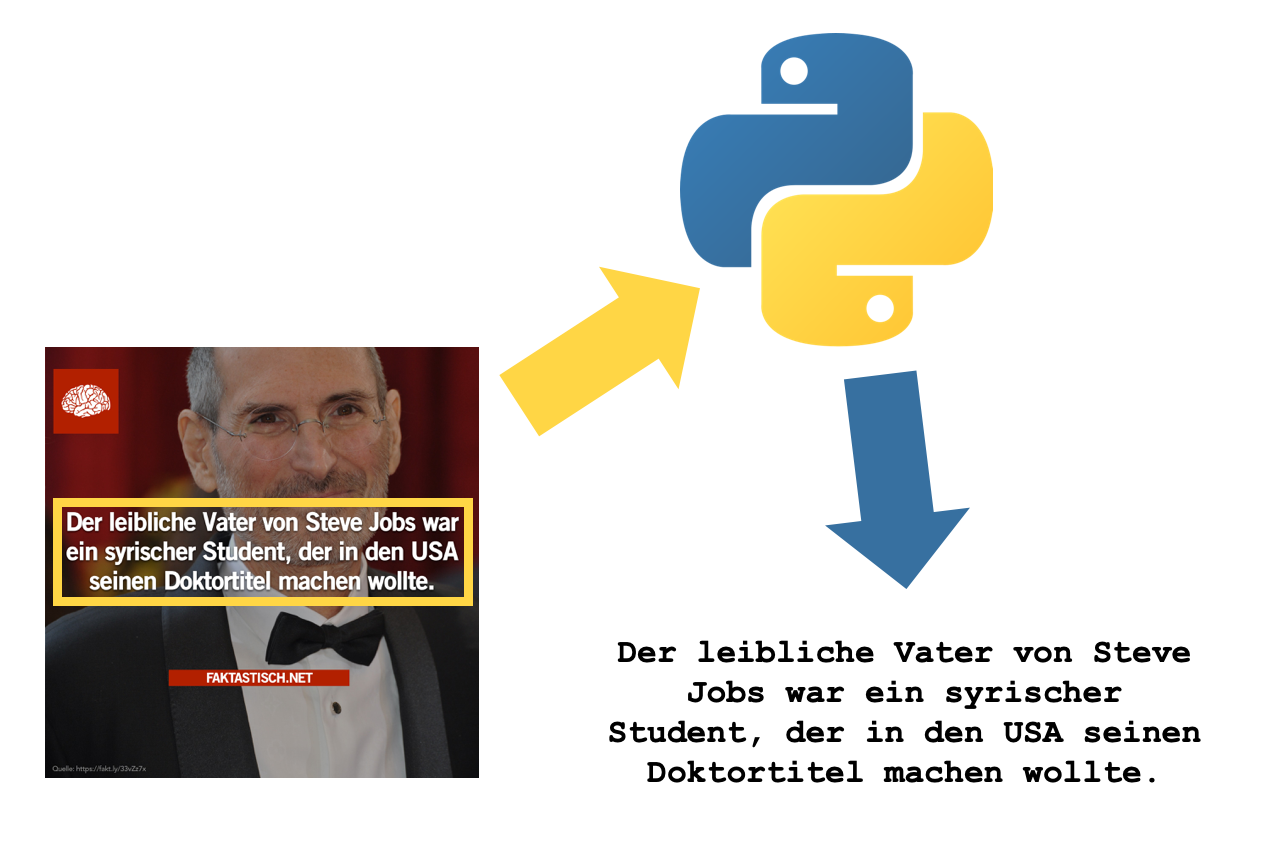 Der leibliche Vater von Steve Jobs war
ein syrischer Student, der in den USA
seinen Doktortitel machen wollte.
FAKTASTISCH.NET
Quelle: https://fakt.ly/33vZz7x
Der leibliche Vater von Steve
Jobs war ein syrischer
Student, der in den USA seinen
Doktortitel machen wollte.